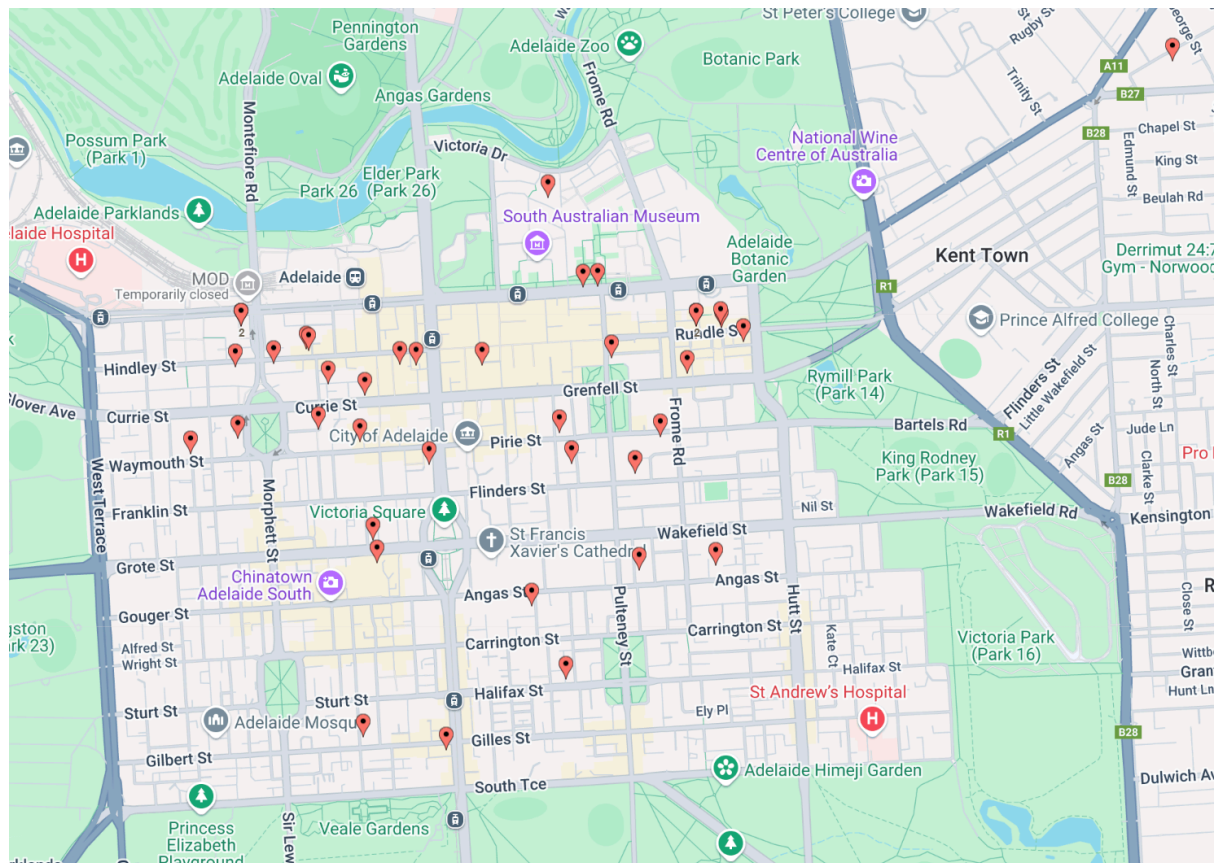 St Peter's College
Rugby St
George St
Trinity St
A11
B27
B28
Pennington
Gardens
Adelaide Zoo
Botanic Park
Adelaide Oval
Angas Gardens
Frome Rd
Montefiore Rd
Possum Park
(Park 1)
Victoria Dr
National Wine
Centre of Australia
Chapel St
Edmund St
King St
Beulah Rd
Elder Park
(Park 26)
Park 26
Adelaide Parklands
South Australian Museum
elaide Hospital
Adelaide
Botanic
Garden
Kent Town
Derrimut 24:7
Gym - Norwood
MOD
Temporarily closed
Adelaide
R1
2
2
Rundle St
Prince Alfred College
Hindley St
Grenfell St
Rymill Park
(Park 14)
Charles St
North St
Flinders St
Little Wakefield St
Glover Ave
Currie St
Currie St
City of Adelaide
Pirie St
Frome Rd
Bartels Rd
R1
Jude Ln
Angas St
Waymouth St
King Rodney
Park (Park 15)
Clarke St
B28
West Terrace
Morphett St
Flinders St
Nil St
Franklin St
Victoria Square
Wakefield St
Wakefield Rd
Kensington
St Francis
Xavier's Cathedral
Grote St
Chinatown
Adelaide South
Angas St
Angas St
Hutt St
Close St
Gouger St
Pulteney St
Carrington St
Carrington St
Kate Ct
Victoria Park
(Park 16)
Alfred St
Wright St
Halifax St
Halifax St
Hunt Ln
Sturt St
Sturt St
St Andrew's Hospital
Ely Pl
Adelaide Mosque
Gilles St
B28
Gilbert St
South Tce
Adelaide Himeji Garden
Dulwich Av
Princess
Elizabeth
Playground
Sir Lew
Veale Gardens